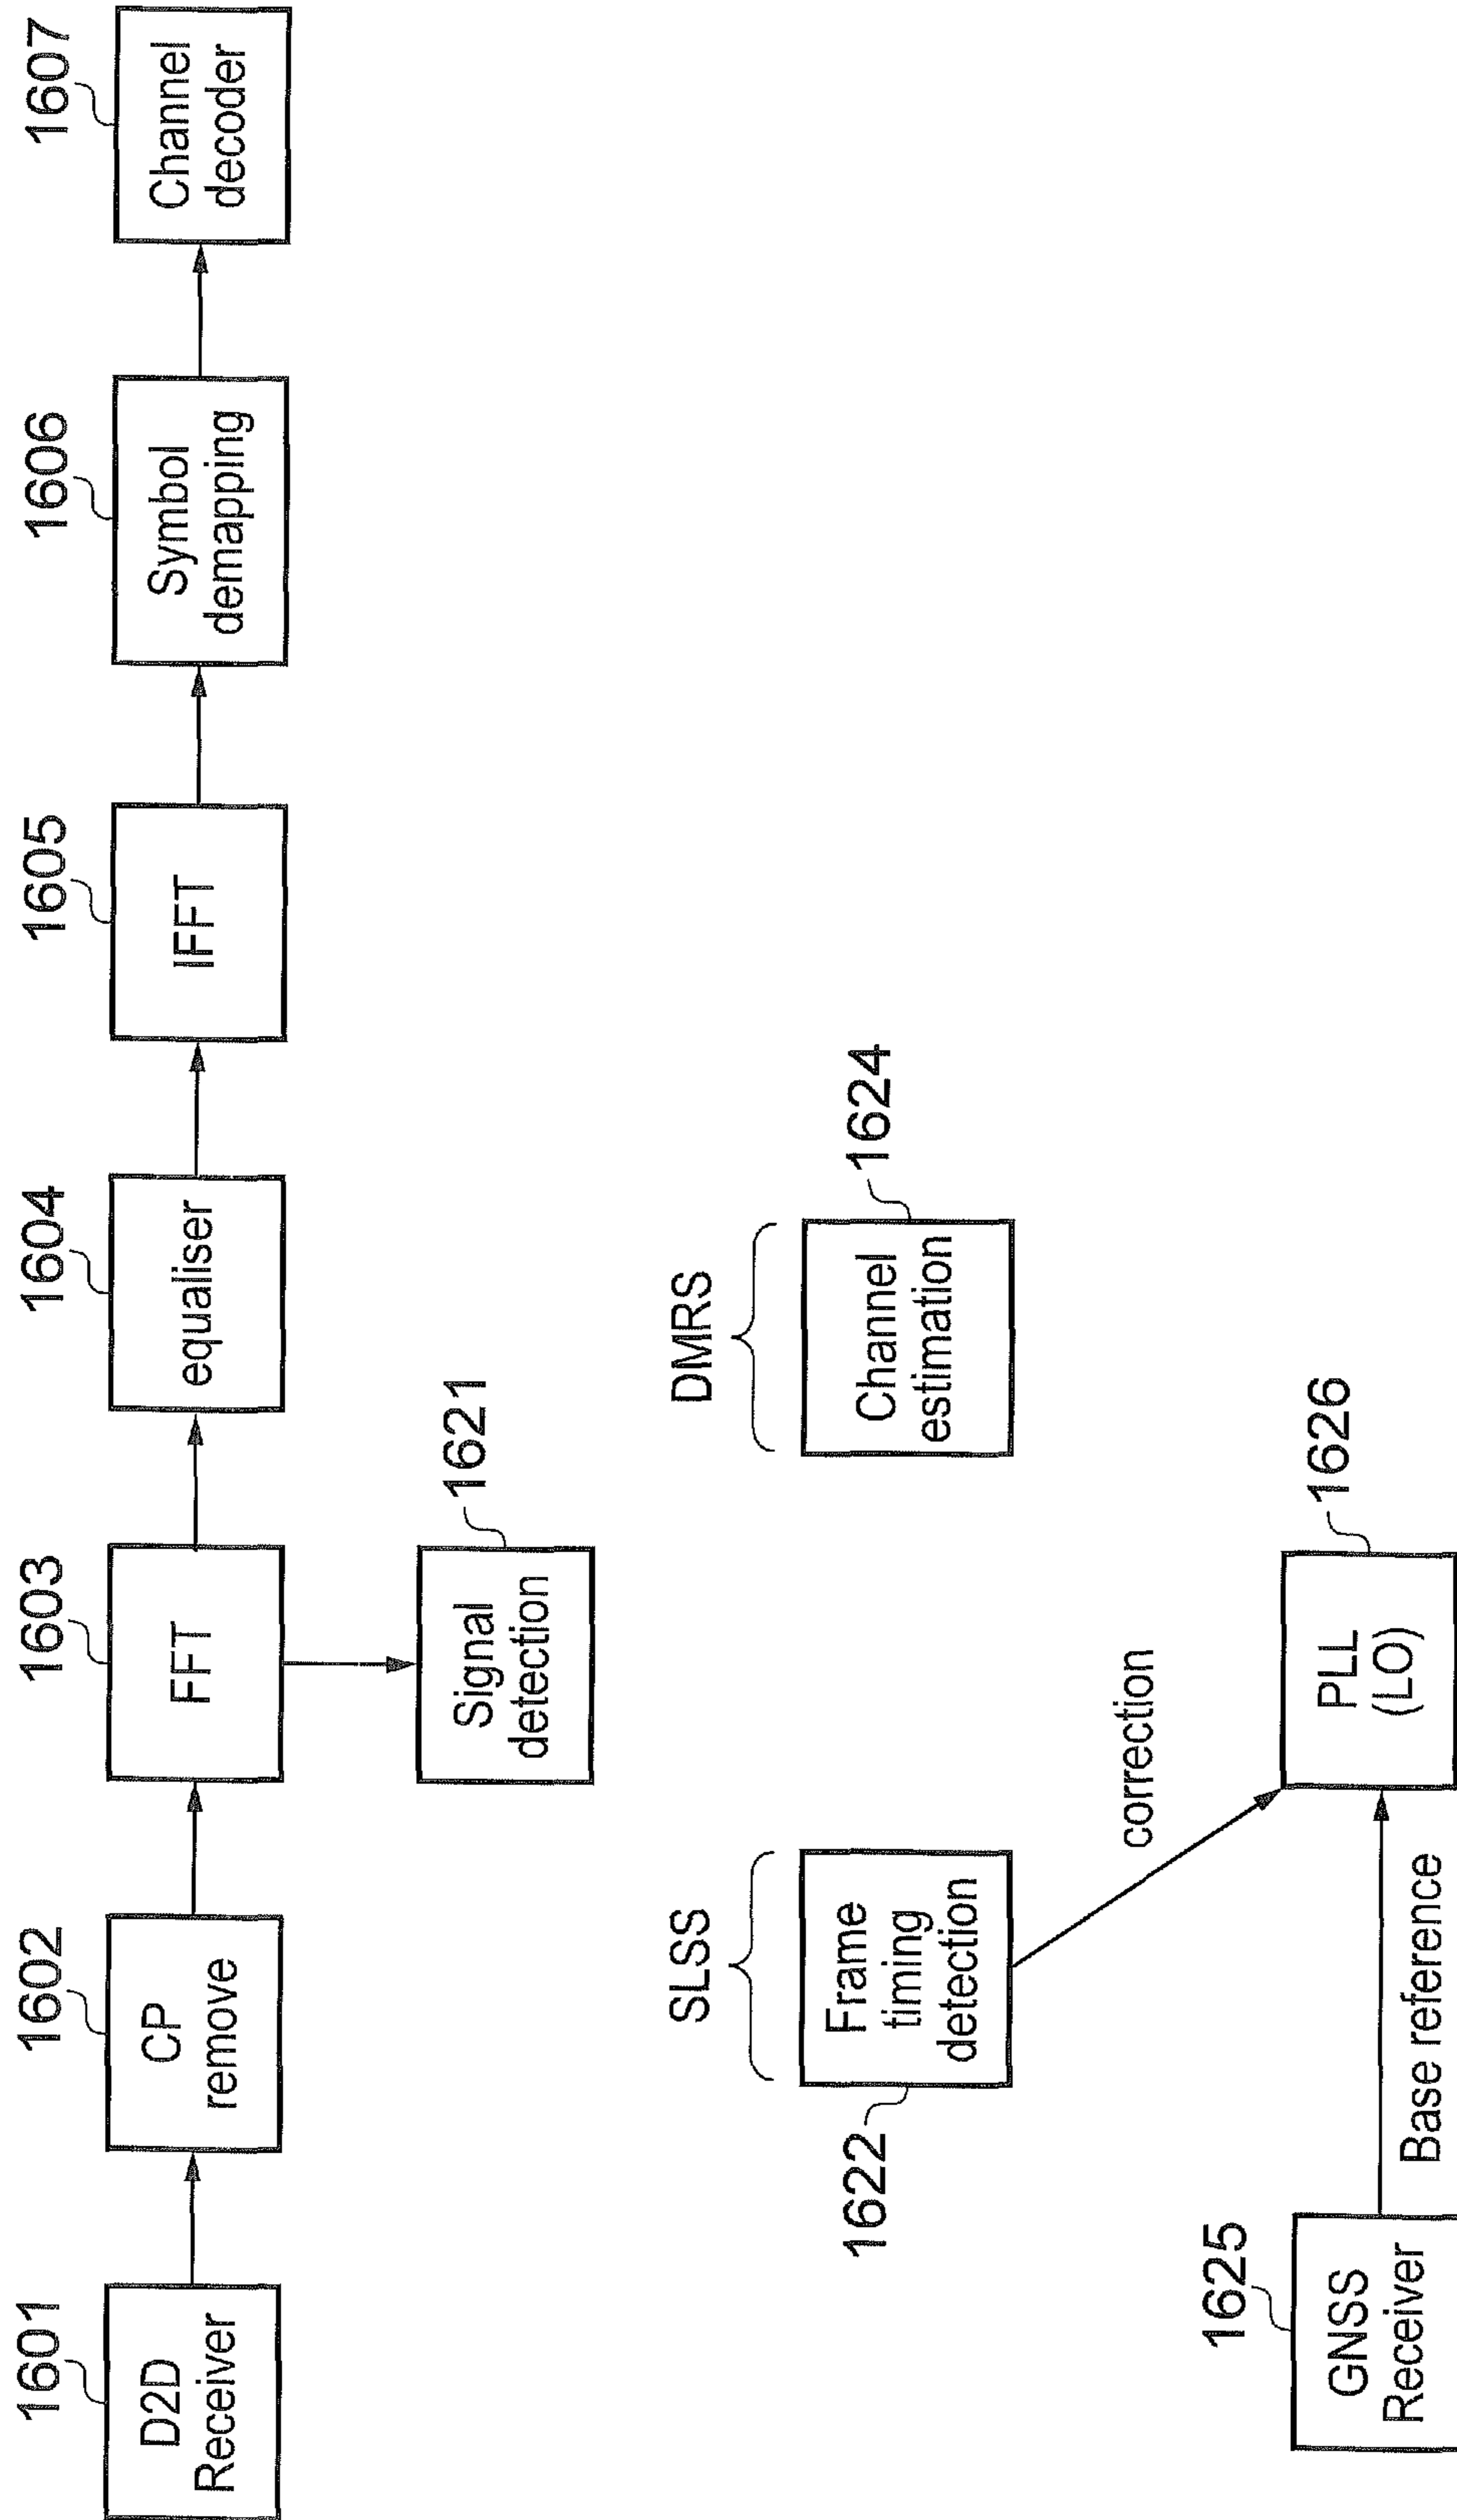 1601
D2D
Receiver
1602
CP
remove
1603
FFT
1604
equaliser
1605
IFFT
1606
Symbol
demapping
1607
Channel
decoder
Signal
detection
1621
SLSS
Frame
timing
detection
1622
DMRS
Channel
estimation
1624
correction
1625
GNSS
Receiver
Base reference
PLL
(LO)
1626